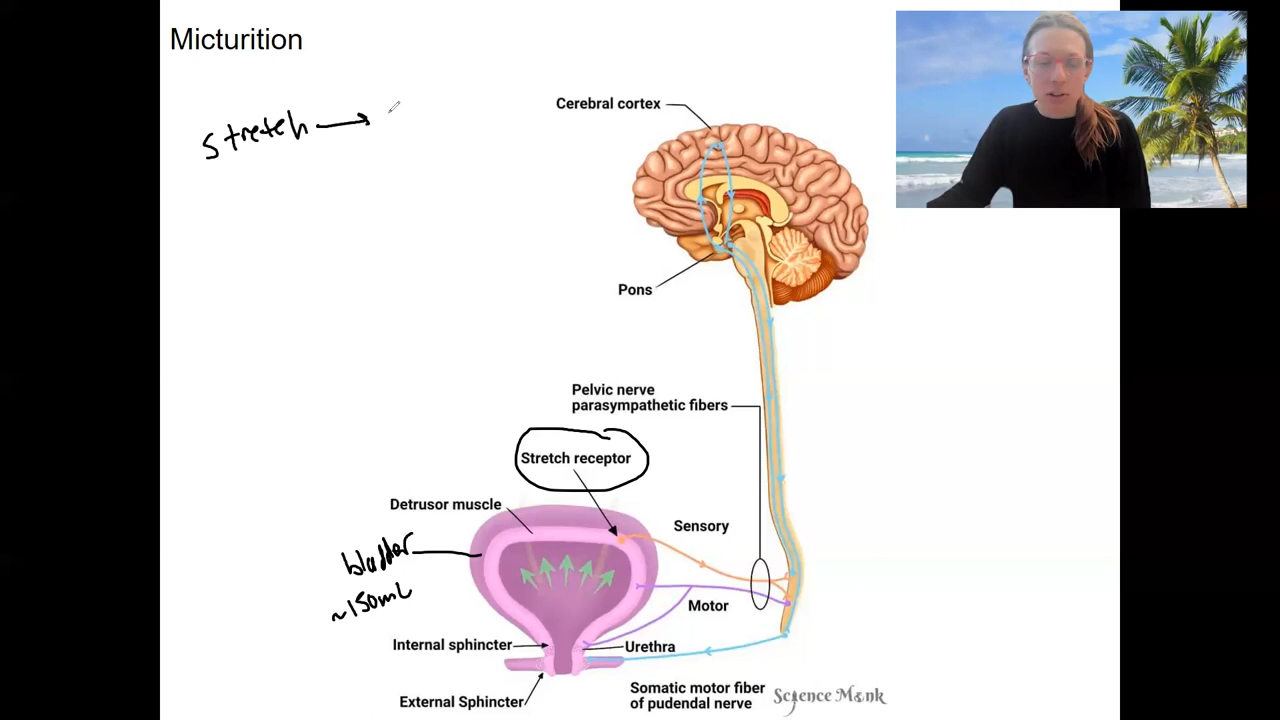 Micturition
stretch →
Cerebral cortex
Pons
Pelvic nerve
parasympathetic fibers
Stretch receptor
Detrusor muscle
Sensory
bladder
~150mL
Motor
Internal sphincter
Urethra
External Sphincter
Somatic motor fiber
of pudendal nerve
Science Monk